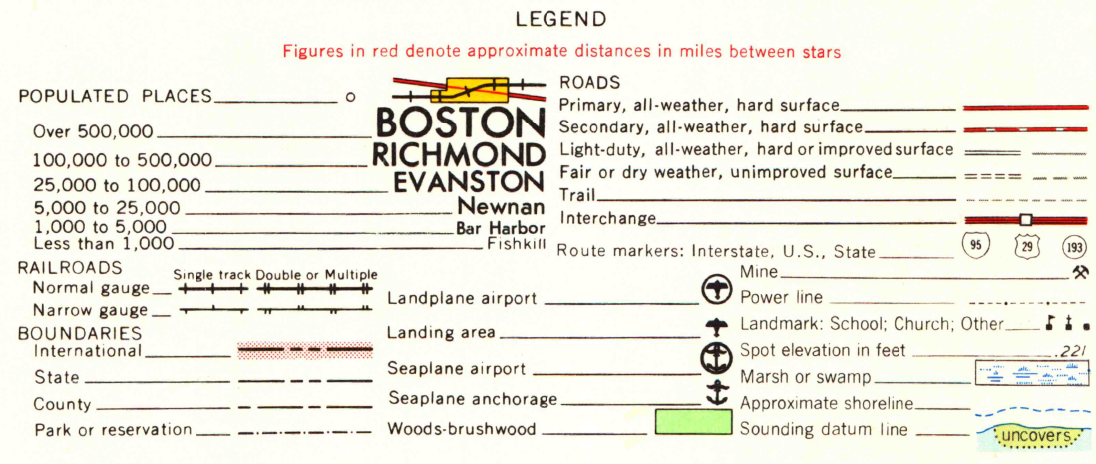 LEGEND
Figures in red denote approximate distances in miles between stars
POPULATED PLACES
Over 500,000 BOSTON
100,000 to 500,000 RICHMOND
25,000 to 100,000 EVANSTON
5,000 to 25,000 Newnan
1,000 to 5,000 Bar Harbor
Less than 1,000 Fishkill
RAILROADS
Single track Double or Multiple
Normal gauge
Narrow gauge
BOUNDARIES
International
State
County
Park or reservation
Landplane airport
Landing area
Seaplane airport
Seaplane anchorage
Woods-brushwood
ROADS
Primary, all-weather, hard surface
Secondary, all-weather, hard surface
Light-duty, all-weather, hard or improved surface
Fair or dry weather, unimproved surface
Trail
Interchange
Route markers: Interstate, U.S., State 95 29 193
Mine
Power line
Landmark: School; Church; Other
Spot elevation in feet .221
Marsh or swamp
Approximate shoreline
Sounding datum line uncovers